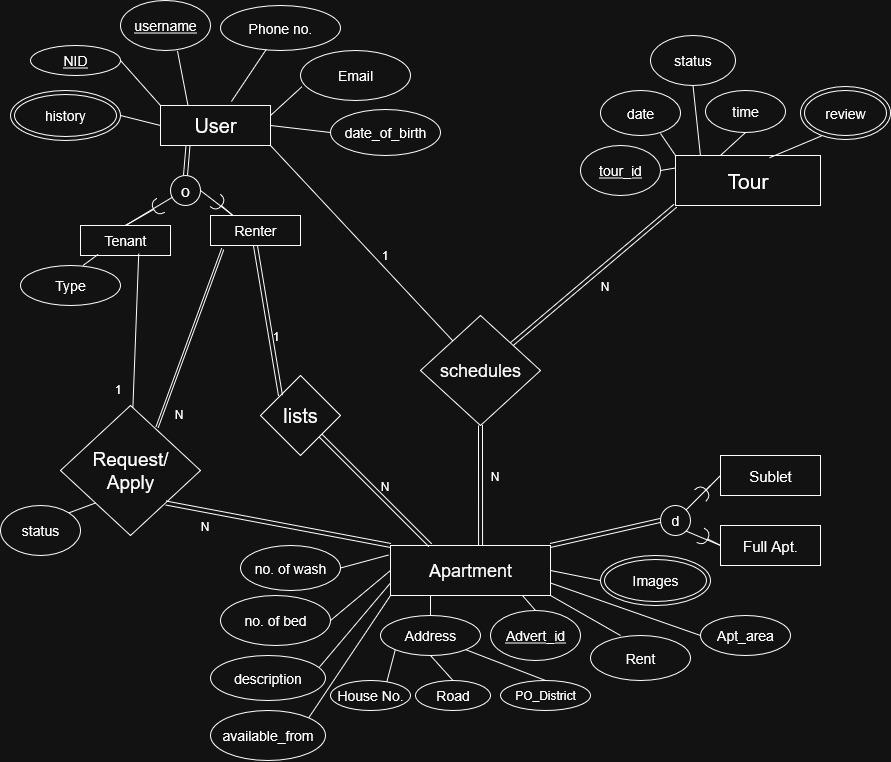 username
Phone no.
NID
Email
history
User
date_of_birth
status
date
time
review
tour_id
Tour
o
Tenant
Renter
Type
1
N
1
1
N
schedules
lists
Request/
Apply
N
N
N
status
Sublet
d
Full Apt.
Apartment
no. of wash
Images
no. of bed
Address
Advert_id
Apt_area
Rent
description
House No.
Road
PO_District
available_from